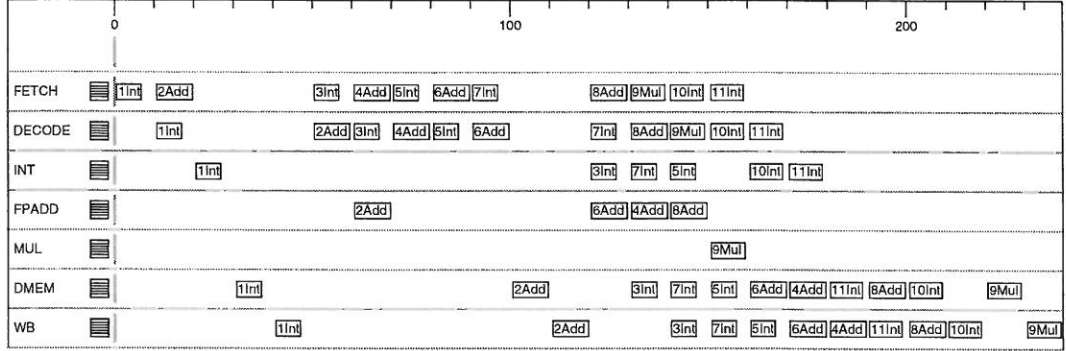 0 100 200
FETCH 1Int 2Add 3Int 4Add 5Int 6Add 7Int 8Add 9Mul 10Int 11Int
DECODE 1Int 2Add 3Int 4Add 5Int 6Add 7Int 8Add 9Mul 10Int 11Int
INT 1Int 3Int 7Int 5Int 10Int 11Int
FPADD 2Add 6Add 4Add 8Add
MUL 9Mul
DMEM 1Int 2Add 3Int 7Int 5Int 6Add 4Add 11Int 8Add 10Int 9Mul
WB 1Int 2Add 3Int 7Int 5Int 6Add 4Add 11Int 8Add 10Int 9Mul